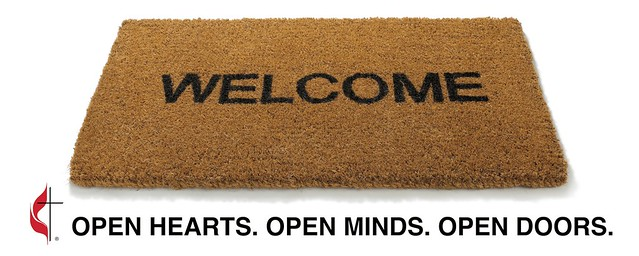 WELCOME
OPEN HEARTS. OPEN MINDS. OPEN DOORS.
®